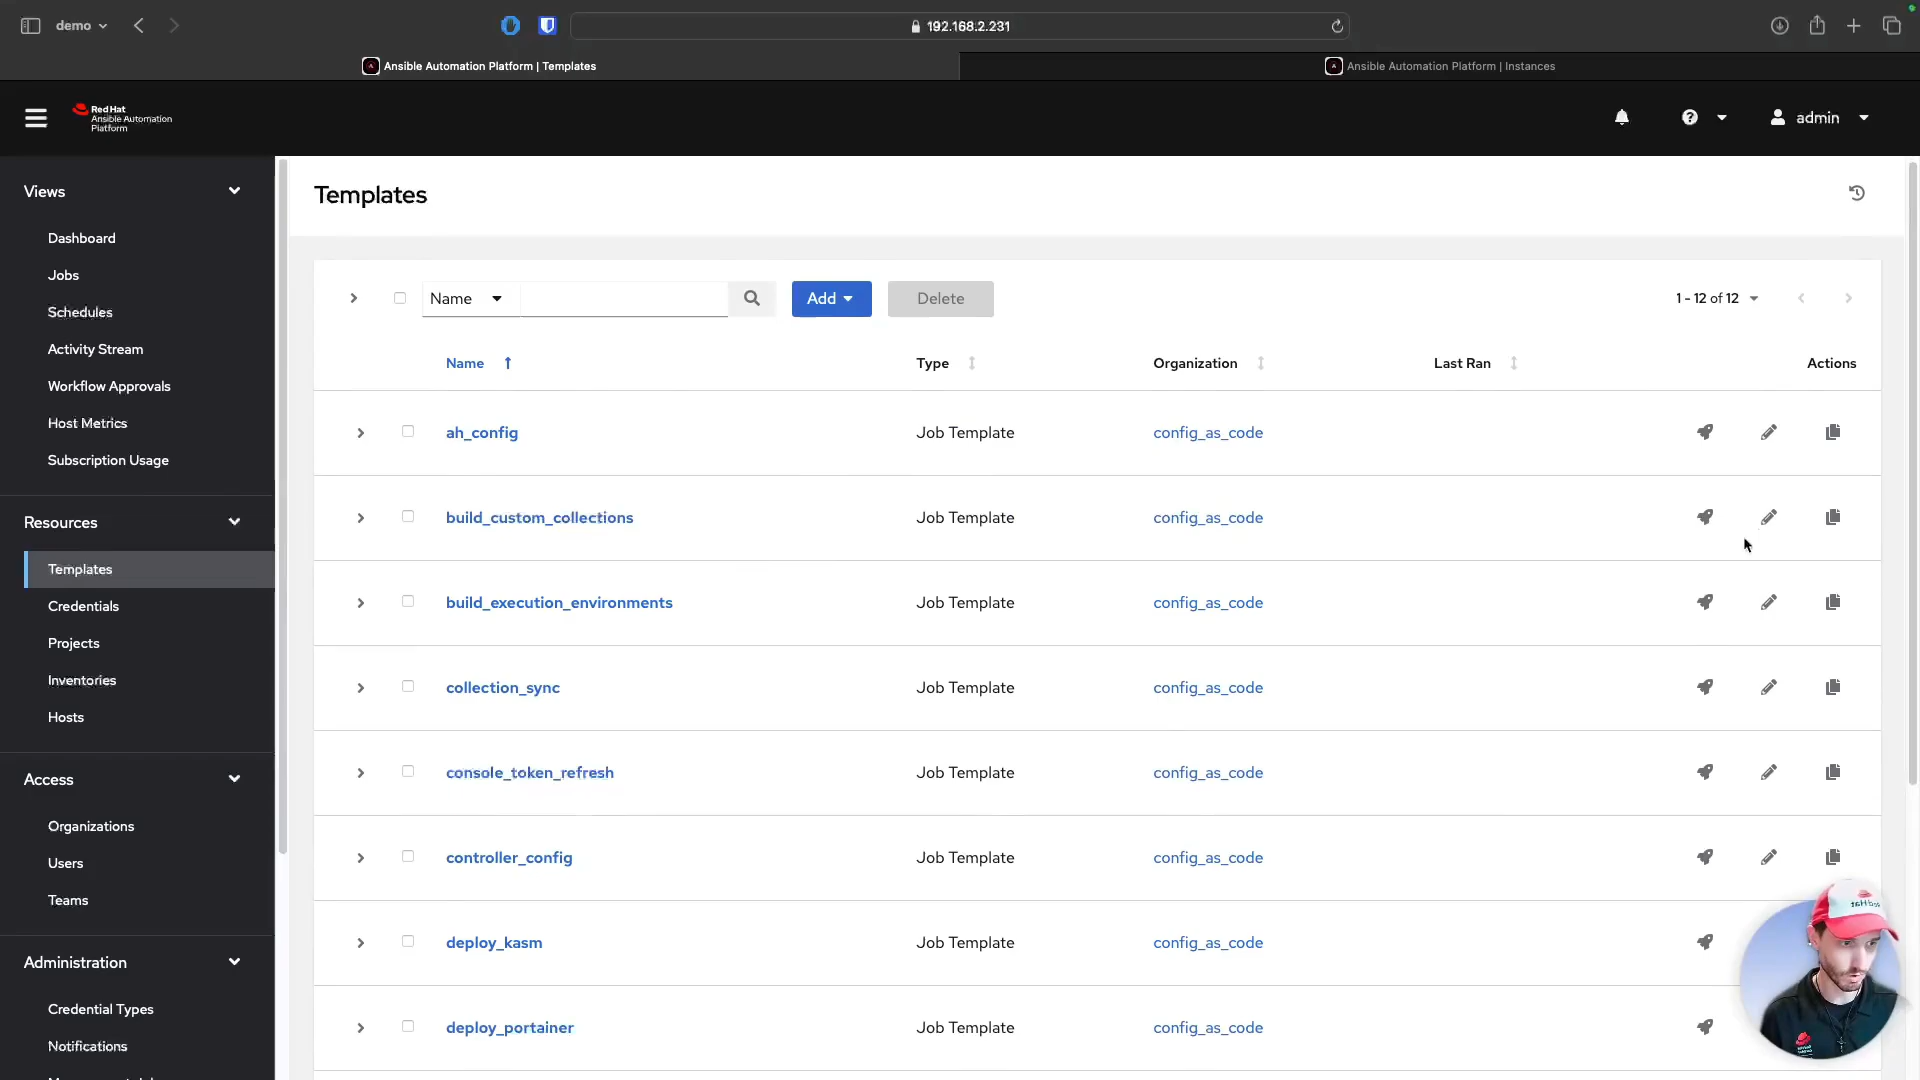 demo
192.168.2.231
Ansible Automation Platform | Templates
Ansible Automation Platform | Instances
Red Hat
Ansible Automation
Platform
admin
Views
Dashboard
Jobs
Schedules
Activity Stream
Workflow Approvals
Host Metrics
Subscription Usage
Resources
Templates
Credentials
Projects
Inventories
Hosts
Access
Organizations
Users
Teams
Administration
Credential Types
Notifications
Templates
Name
Add
Delete
1 - 12 of 12
Name Type Organization Last Ran Actions
ah_config Job Template config_as_code
build_custom_collections Job Template config_as_code
build_execution_environments Job Template config_as_code
collection_sync Job Template config_as_code
console_token_refresh Job Template config_as_code
controller_config Job Template config_as_code
deploy_kasm Job Template config_as_code
deploy_portainer Job Template config_as_code